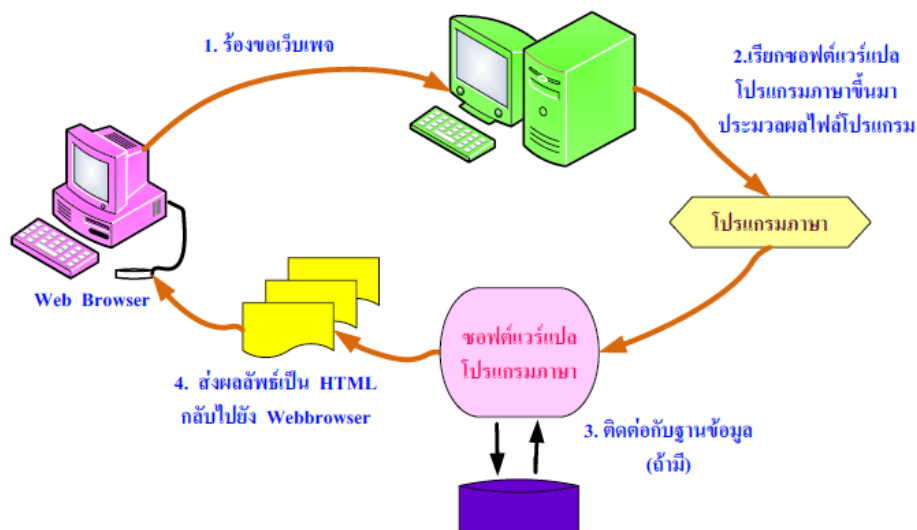 1. ร้องขอเว็บเพจ
2.เรียกซอฟต์แวร์แปล
โปรแกรมภาษาขึ้นมา
ประมวลผลไฟล์โปรแกรม
โปรแกรมภาษา
Web Browser
ซอฟต์แวร์แปล
โปรแกรมภาษา
4. ส่งผลลัพธ์เป็น HTML
กลับไปยัง Webbrowser
3. ติดต่อกับฐานข้อมูล
(ถ้ามี)